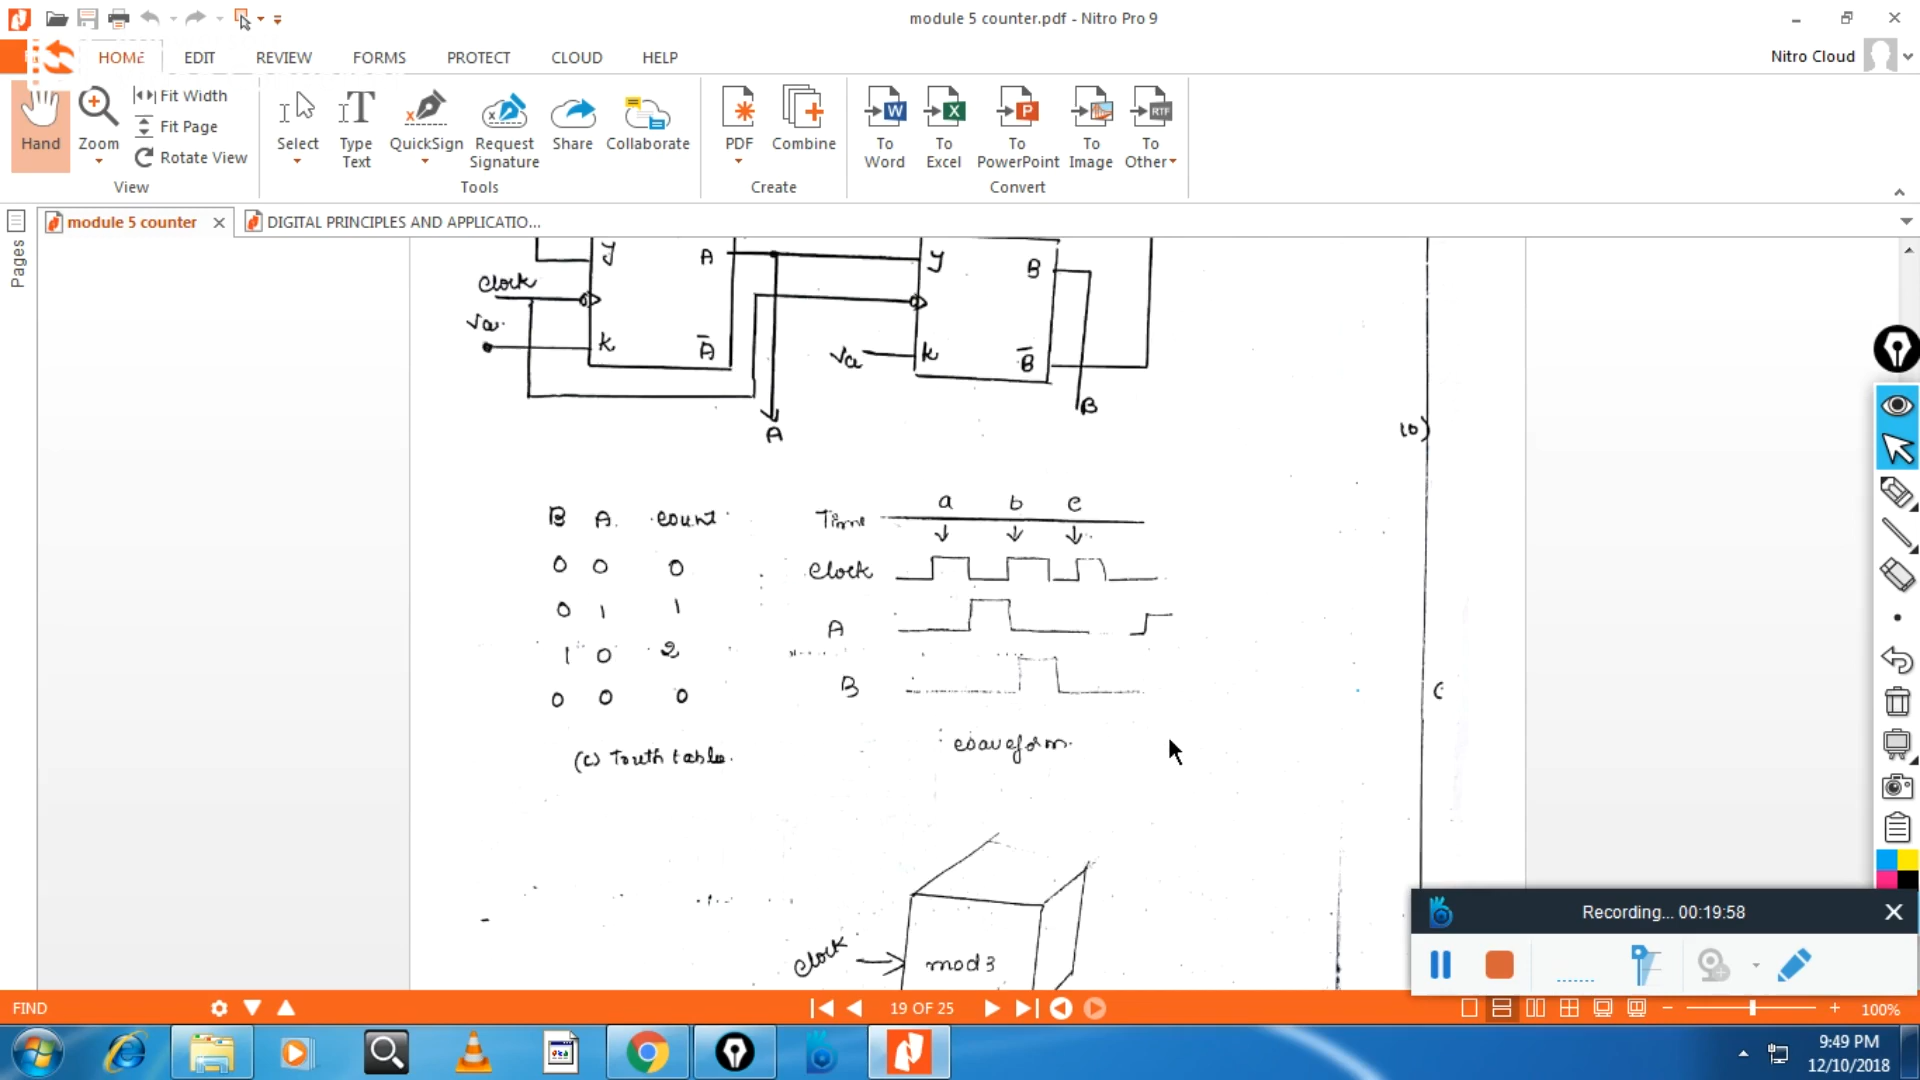 module 5 counter.pdf - Nitro Pro 9
HOME EDIT REVIEW FORMS PROTECT CLOUD HELP
Nitro Cloud
Hand
Zoom
Fit Width
Fit Page
Rotate View
View
Select
Type Text
QuickSign
Request Signature
Share
Collaborate
Tools
PDF
Combine
Create
To Word
To Excel
To PowerPoint
To Image
To Other
Convert
module 5 counter
DIGITAL PRINCIPLES AND APPLICATIO...
Pages
J A J B
clock
K Ā
K B̄
A
B
10)
B A count
0 0 0
0 1 1
1 0 2
0 0 0
(c) Touth table.
Time a b c
clock
A
B
waveform
clock
mod3
Recording... 00:19:58
FIND
19 OF 25
100%
9:49 PM
12/10/2018